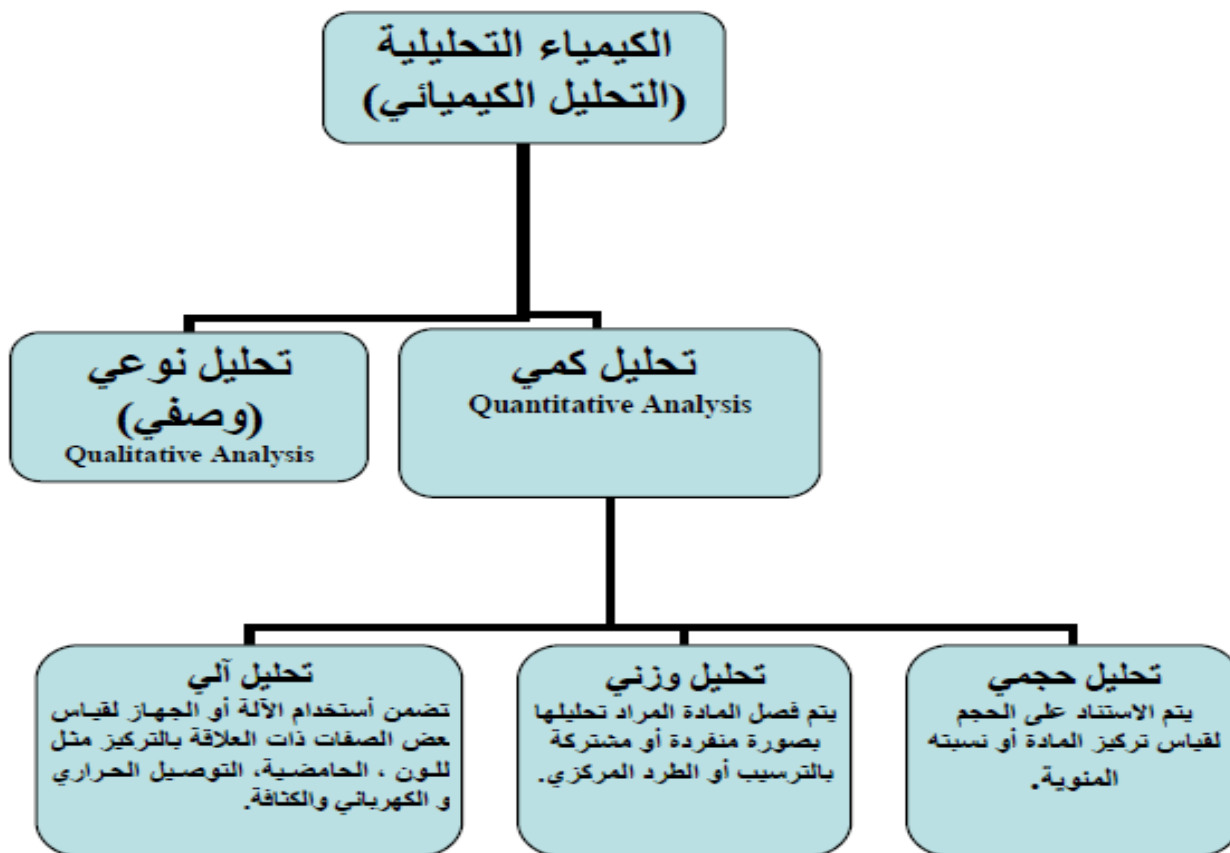 الكيمياء التحليلية
(التحليل الكيميائي)
تحليل نوعي
(وصفي)
Qualitative Analysis
تحليل كمي
Quantitative Analysis
تحليل حجمي
يتم الاستناد على الحجم
لقياس تركيز المادة أو نسبته
المئوية.
تحليل وزني
يتم فصل المادة المراد تحليلها
بصورة منفردة أو مشتركة
بالترسيب أو الطرد المركزي.
تحليل آلي
تضمن أستخدام الآلة أو الجهاز لقياس
عض الصفات ذات العلاقة بالتركيز مثل
للون ، الحامضية، التوصيل الحراري
و الكهربائي والكثافة.